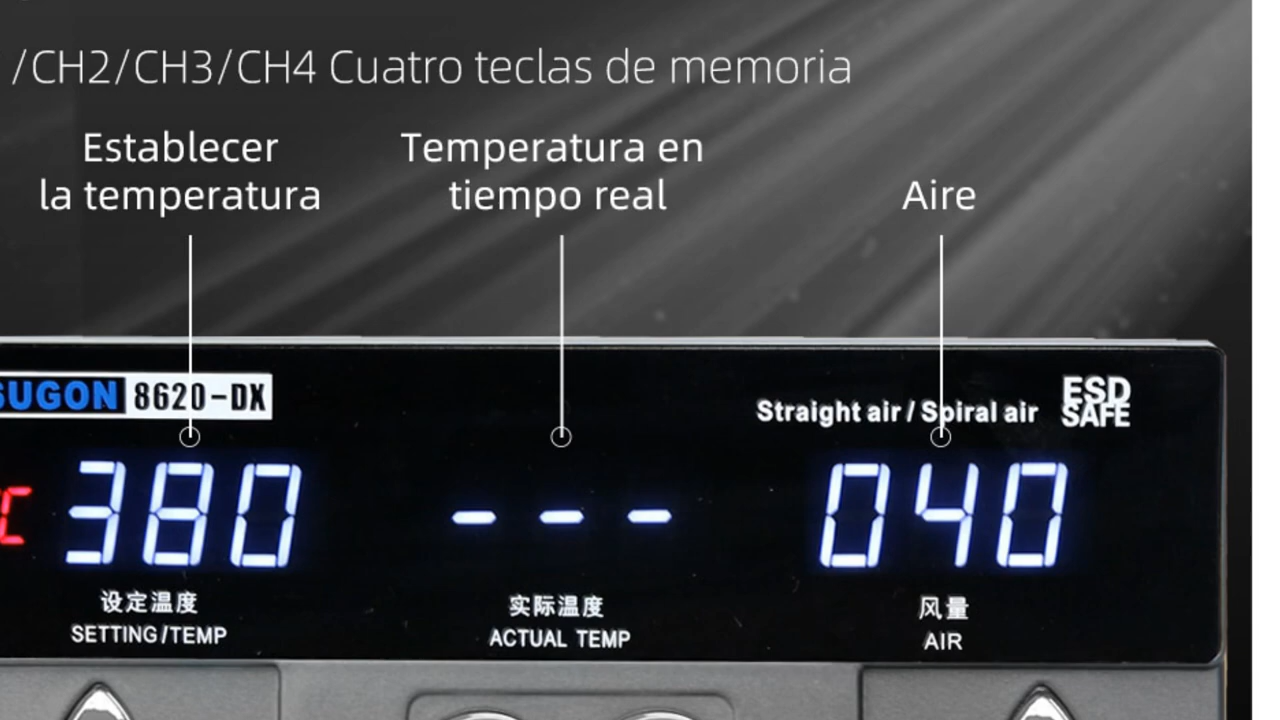 /CH2/CH3/CH4 Cuatro teclas de memoria
Establecer
la temperatura
Temperatura en
tiempo real
Aire
SUGON 8620-DX
Straight air / Spiral air
ESD
SAFE
C 380
---
040
设定温度
SETTING/TEMP
实际温度
ACTUAL TEMP
风量
AIR